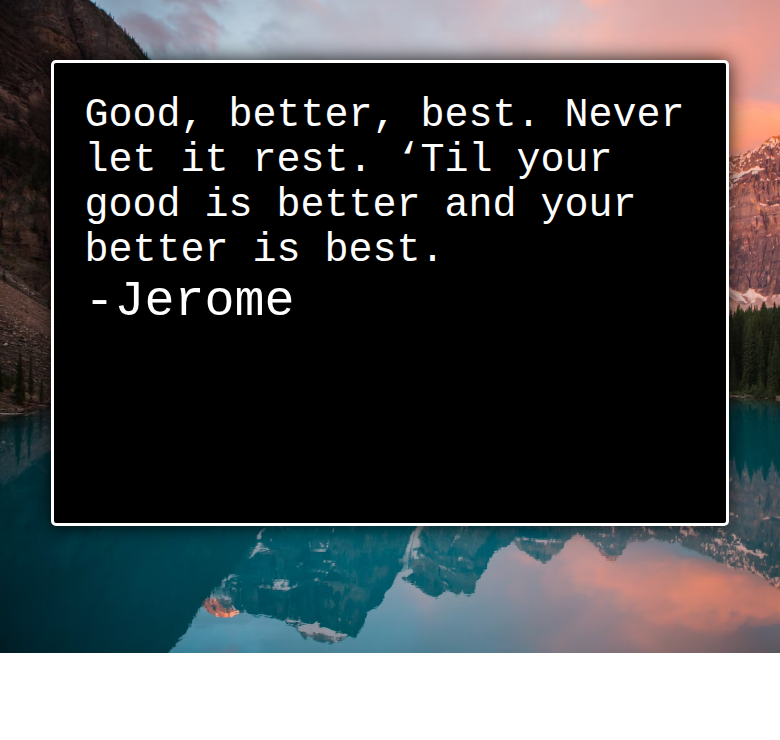 Good, better, best. Never
let it rest. ‘Til your
good is better and your
better is best.
-Jerome